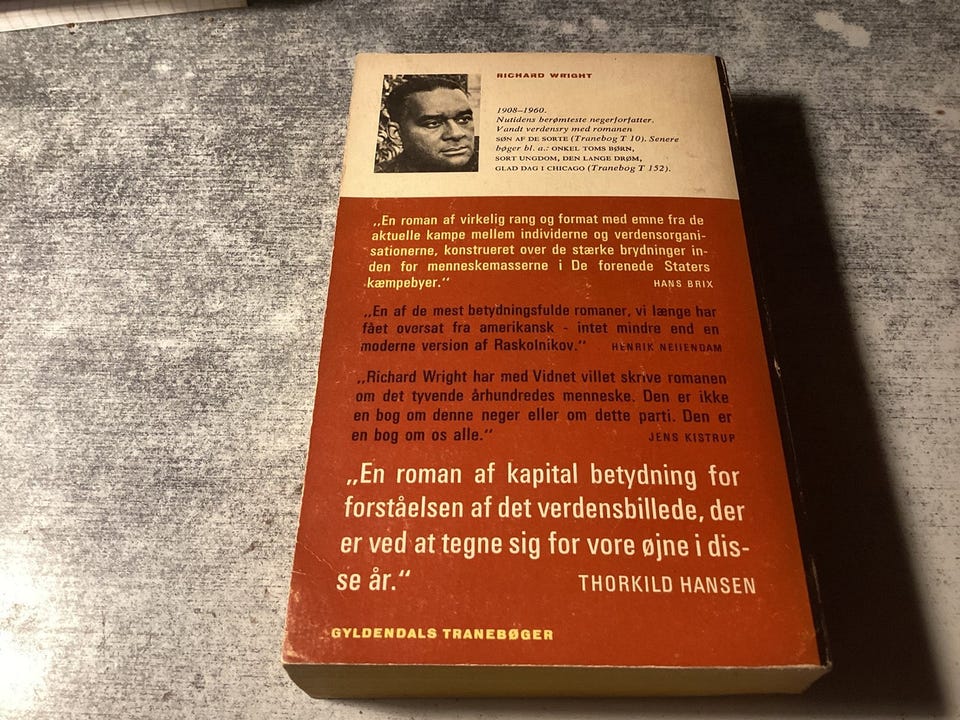 RICHARD WRIGHT
1908–1960.
Nutidens berømteste negerforfatter.
Vandt verdensry med romanen
SØN AF DE SORTE (Tranebog T 10). Senere
bøger bl. a.: ONKEL TOMS BØRN,
SORT UNGDOM, DEN LANGE DRØM,
GLAD DAG I CHICAGO (Tranebog T 152).
„En roman af virkelig rang og format med emne fra de
aktuelle kampe mellem individerne og verdensorgani-
sationerne, konstrueret over de stærke brydninger in-
den for menneskemasserne i De forenede Staters
kæmpebyer.“ HANS BRIX
„En af de mest betydningsfulde romaner, vi længe har
fået oversat fra amerikansk - intet mindre end en
moderne version af Raskolnikov.“ HENRIK NEIIENDAM
„Richard Wright har med Vidnet villet skrive romanen
om det tyvende århundredes menneske. Den er ikke
en bog om denne neger eller om dette parti. Den er
en bog om os alle.“ JENS KISTRUP
„En roman af kapital betydning for
forståelsen af det verdensbillede, der
er ved at tegne sig for vore øjne i dis-
se år.“ THORKILD HANSEN
GYLDENDALS TRANEBØGER